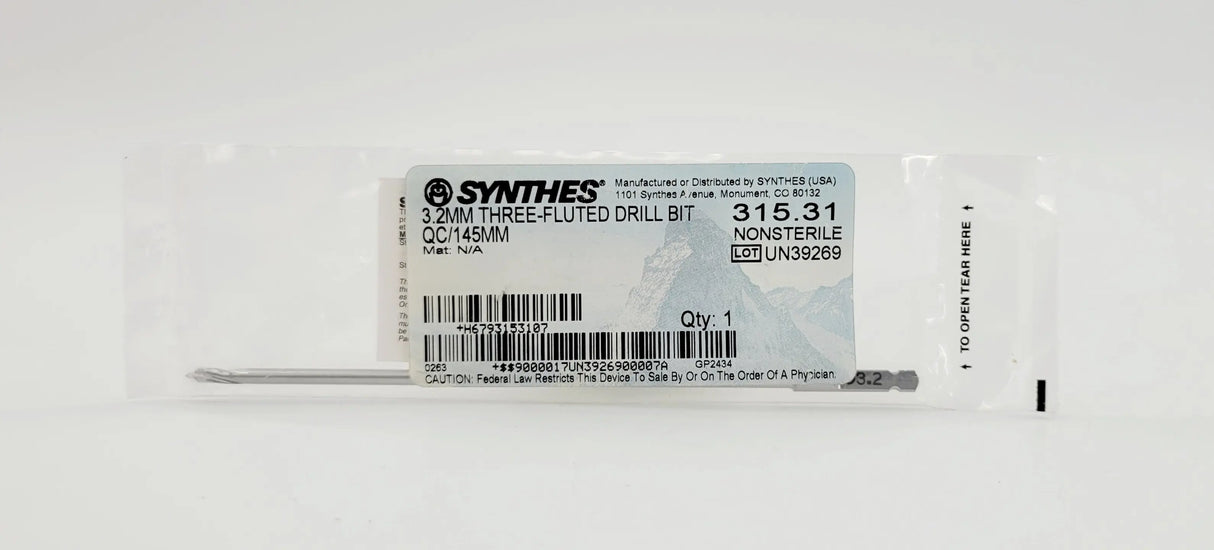 SYNTHES®
Manufactured or Distributed by SYNTHES (USA)
1101 Synthes Avenue, Monument, CO 80132
3.2MM THREE-FLUTED DRILL BIT
315.31
QC/145MM
NONSTERILE
Mat: N/A
LOT UN39269
Qty: 1
+H6793153107
0263
+$$9000017UN3926900007A
GP2434
CAUTION: Federal Law Restricts This Device To Sale By Or On The Order Of A Physician.
3.2
TO OPEN TEAR HERE